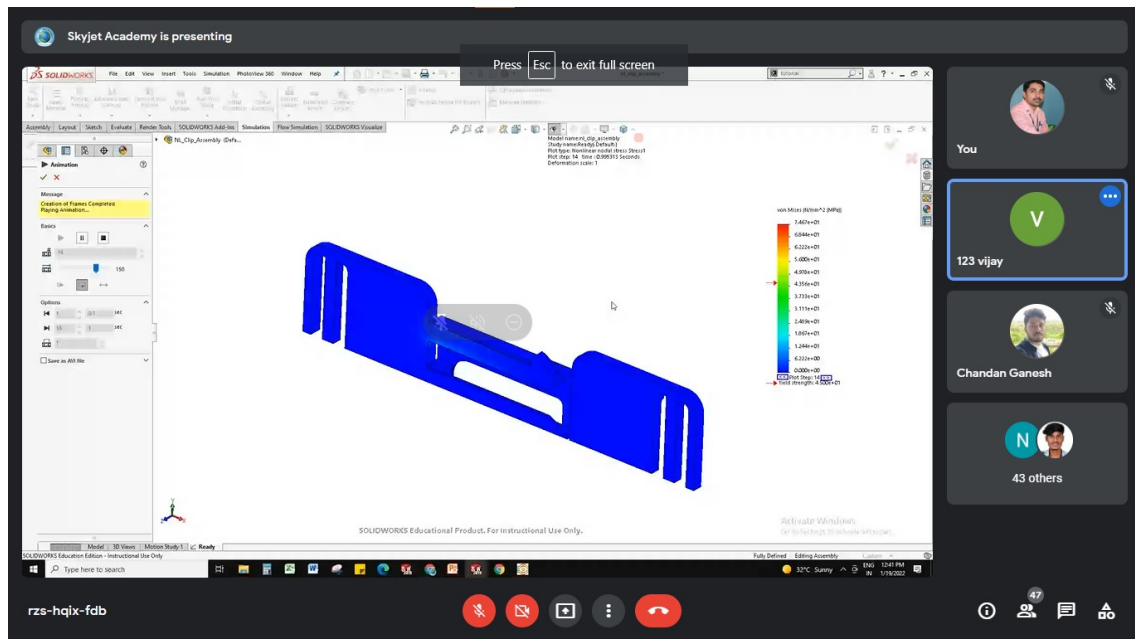 Skyjet Academy is presenting
Press Esc to exit full screen
SOLIDWORKS File Edit View Insert Tools Simulation PhotoView 360 Window Help
Assembly Layout Sketch Evaluate Render Tools SOLIDWORKS Add-Ins Simulation Flow Simulation SOLIDWORKS Visualize
NL_Clip_Assembly (Defa...
Model name:nl_clip_assembly
Study name:Ready(-Default-)
Plot type: Nonlinear nodal stress Stress1
Plot step: 14 time : 0.999313 Seconds
Deformation scale: 1
Animation
Message
Creation of Frames Completed
Playing Animation...
Basics
150
Options
sec
sec
Save as AVI file
von Mises (N/mm^2 (MPa))
7.467e+01
6.844e+01
6.222e+01
5.600e+01
4.978e+01
4.356e+01
3.733e+01
3.111e+01
2.489e+01
1.867e+01
1.244e+01
6.222e+00
0.000e+00
Plot Step: 14
Yield strength: 4.500e+01
SOLIDWORKS Educational Product. For Instructional Use Only.
Activate Windows
Model 3D Views Motion Study 1 Ready
SOLIDWORKS Education Edition - Instructional Use Only
Fully Defined Editing Assembly
Type here to search
32°C Sunny
ENG
IN
12:41 PM
1/19/2022
You
V
123 vijay
Chandan Ganesh
N
43 others
rzs-hqix-fdb
47